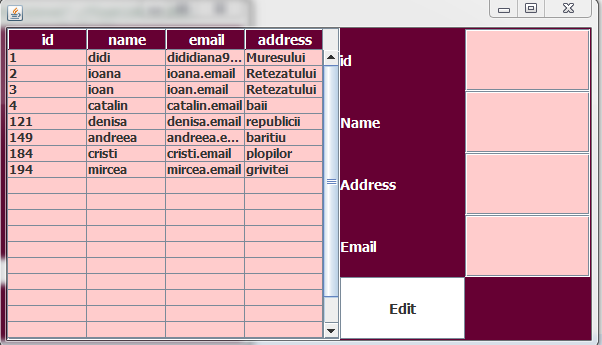 id name email address
1 didi dididiana9... Muresului
2 ioana ioana.email Retezatului
3 ioan ioan.email Retezatului
4 catalin catalin.email baii
121 denisa denisa.email republicii
149 andreea andreea.e... baritiu
184 cristi cristi.email plopilor
194 mircea mircea.email grivitei
id
Name
Address
Email
Edit